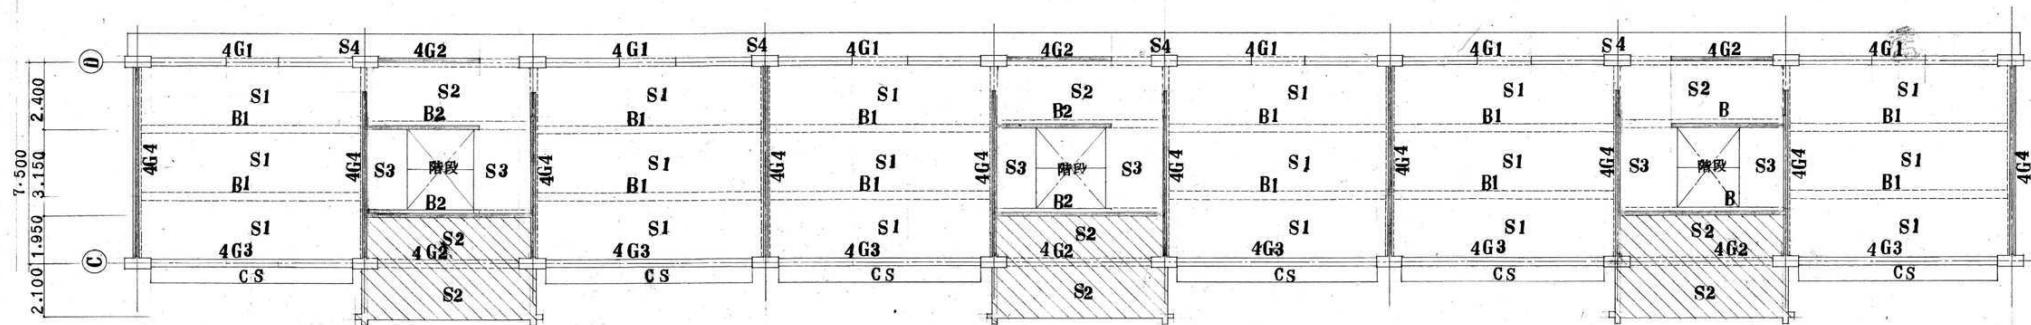 4G1 S4 4G2 4G1 S4 4G1 4G2 S4 4G1 4G1 S4 4G2 4G1
D
S1 S2 S1 S1 S2 S1 S1 S2 S1
2.400
B1 B2 B1 B1 B2 B1 B1 B B1
7.500
3.150
4G4 S1 4G4 S3 階段 S3 4G4 S1 4G4 S1 4G4 S3 階段 S3 4G4 S1 4G4 S1 4G4 S3 階段 S3 4G4 S1 4G4
B1 B2 B1 B1 B2 B1 B1 B B1
1.950
S1 S2 S1 S1 S2 S1 S1 S2 S1
C
4G3 4G2 4G3 4G3 4G2 4G3 4G3 4G2 4G3
CS CS CS CS CS CS
2.100
S2 S2 S2